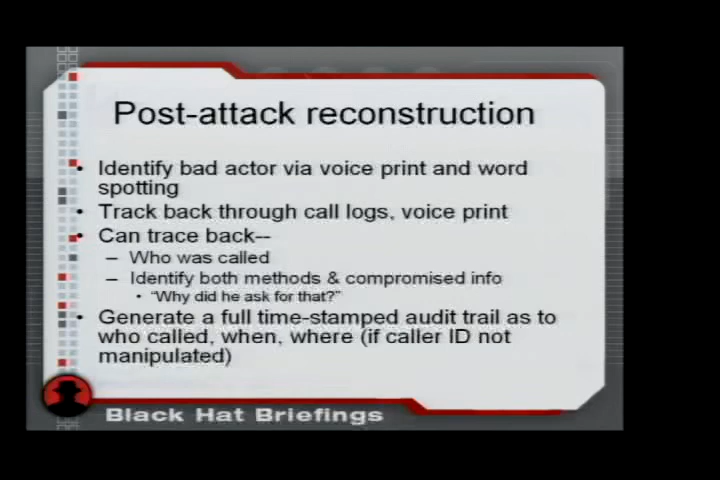 Post-attack reconstruction
• Identify bad actor via voice print and word
spotting
• Track back through call logs, voice print
• Can trace back--
– Who was called
– Identify both methods & compromised info
• "Why did he ask for that?"
• Generate a full time-stamped audit trail as to
who called, when, where (if caller ID not
manipulated)
Black Hat Briefings